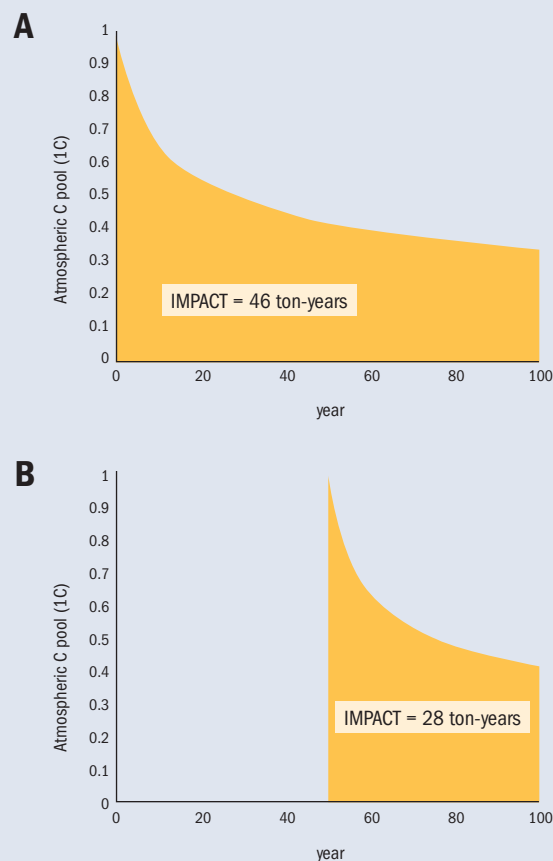 A
Atmospheric C pool (1C)
1
0.9
0.8
0.7
0.6
0.5
0.4
0.3
0.2
0.1
0
IMPACT = 46 ton-years
0 20 40 60 80 100
year
B
Atmospheric C pool (1C)
1
0.9
0.8
0.7
0.6
0.5
0.4
0.3
0.2
0.1
0
IMPACT = 28 ton-years
0 20 40 60 80 100
year